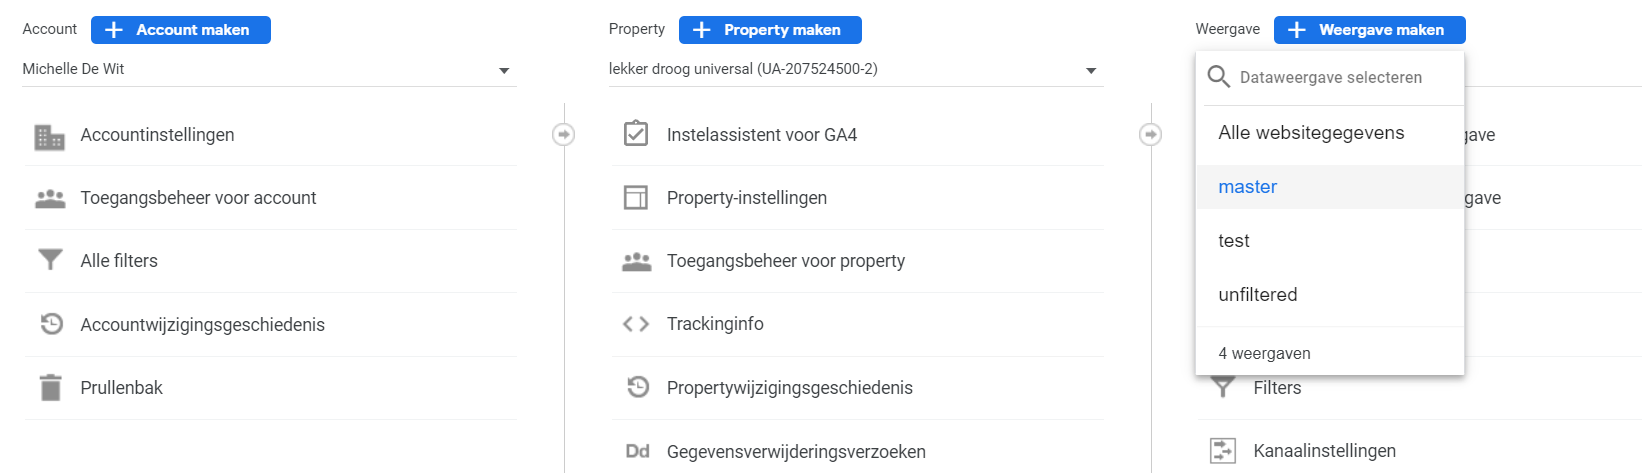 Account
Account maken
Michelle De Wit
Accountinstellingen
Toegangsbeheer voor account
Alle filters
Accountwijzigingsgeschiedenis
Prullenbak
Property
Property maken
lekker droog universal (UA-207524500-2)
Instelassistent voor GA4
Property-instellingen
Toegangsbeheer voor property
Trackinginfo
Propertywijzigingsgeschiedenis
Dd
Gegevensverwijderingsverzoeken
Weergave
Weergave maken
Dataweergave selecteren
Alle websitegegevens
master
test
unfiltered
4 weergaven
Filters
Kanaalinstellingen